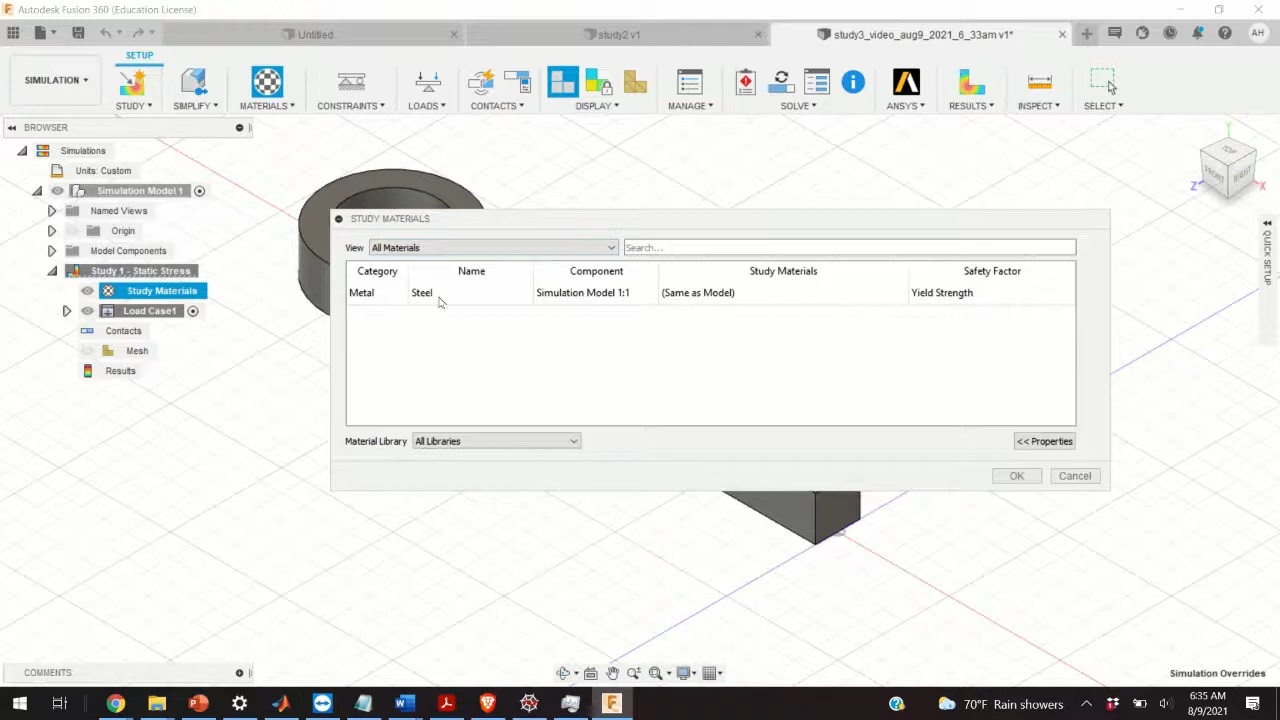 Autodesk Fusion 360 (Education License)
Untitled
study2 v1
study3_video_aug9_2021_6_33am v1*
AH
SETUP
SIMULATION
STUDY
SIMPLIFY
MATERIALS
CONSTRAINTS
LOADS
CONTACTS
DISPLAY
MANAGE
SOLVE
ANSYS
RESULTS
INSPECT
SELECT
BROWSER
Simulations
Units: Custom
Simulation Model 1
Named Views
Origin
Model Components
Study 1 - Static Stress
Study Materials
Load Case1
Contacts
Mesh
Results
STUDY MATERIALS
View All Materials Search...
Category Name Component Study Materials Safety Factor
Metal Steel Simulation Model 1:1 (Same as Model) Yield Strength
Material Library All Libraries << Properties
OK Cancel
Y
TOP
FRONT
RIGHT
Z
X
QUICK SETUP
COMMENTS
Simulation Overrides
70°F Rain showers
6:35 AM
8/9/2021